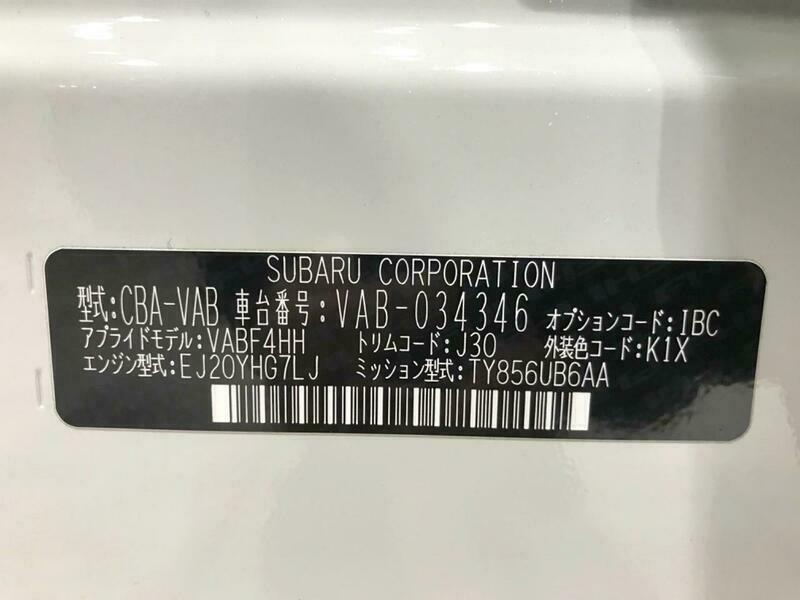 SUBARU CORPORATION
型式:CBA-VAB 車台番号:VAB-034346 オプションコード:IBC
アプライドモデル:VABF4HH トリムコード:J30 外装色コード:K1X
エンジン型式:EJ20YHG7LJ ミッション型式:TY856UB6AA